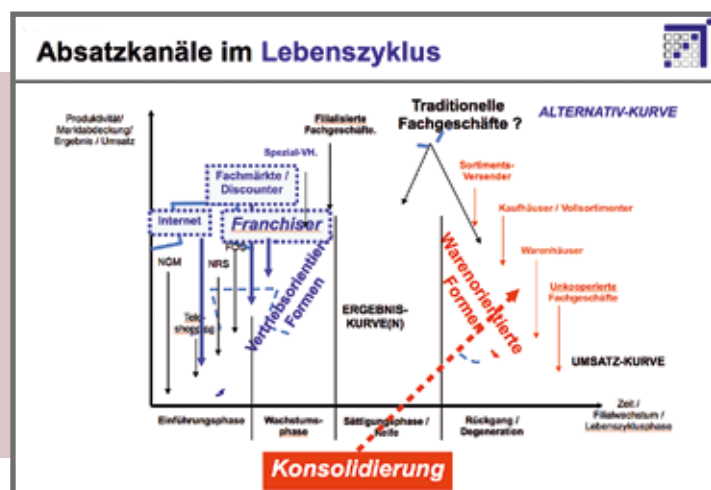 Absatzkanäle im Lebenszyklus
Produktivität/
Marktabdeckung/
Ergebnis / Umsatz
Filialisierte
Fachgeschäfte.
Traditionelle
Fachgeschäfte ?
ALTERNATIV-KURVE
Spezial-VH.
Fachmärkte /
Discounter
Sortiments-
Versender
Internet
Franchiser
Kaufhäuser / Vollsortimenter
NGM
NRS
FOC
Warenhäuser
Unkooperierte
Fachgeschäfte
Tele-
shopping
Vertriebsorientierte
Formen
ERGEBNIS-
KURVE(N)
Warenorientierte
Formen
UMSATZ-KURVE
Einführungsphase
Wachstums-
phase
Sättigungsphase /
Reife
Rückgang /
Degeneration
Zeit /
Filialwachstum /
Lebenszyklusphase
Konsolidierung